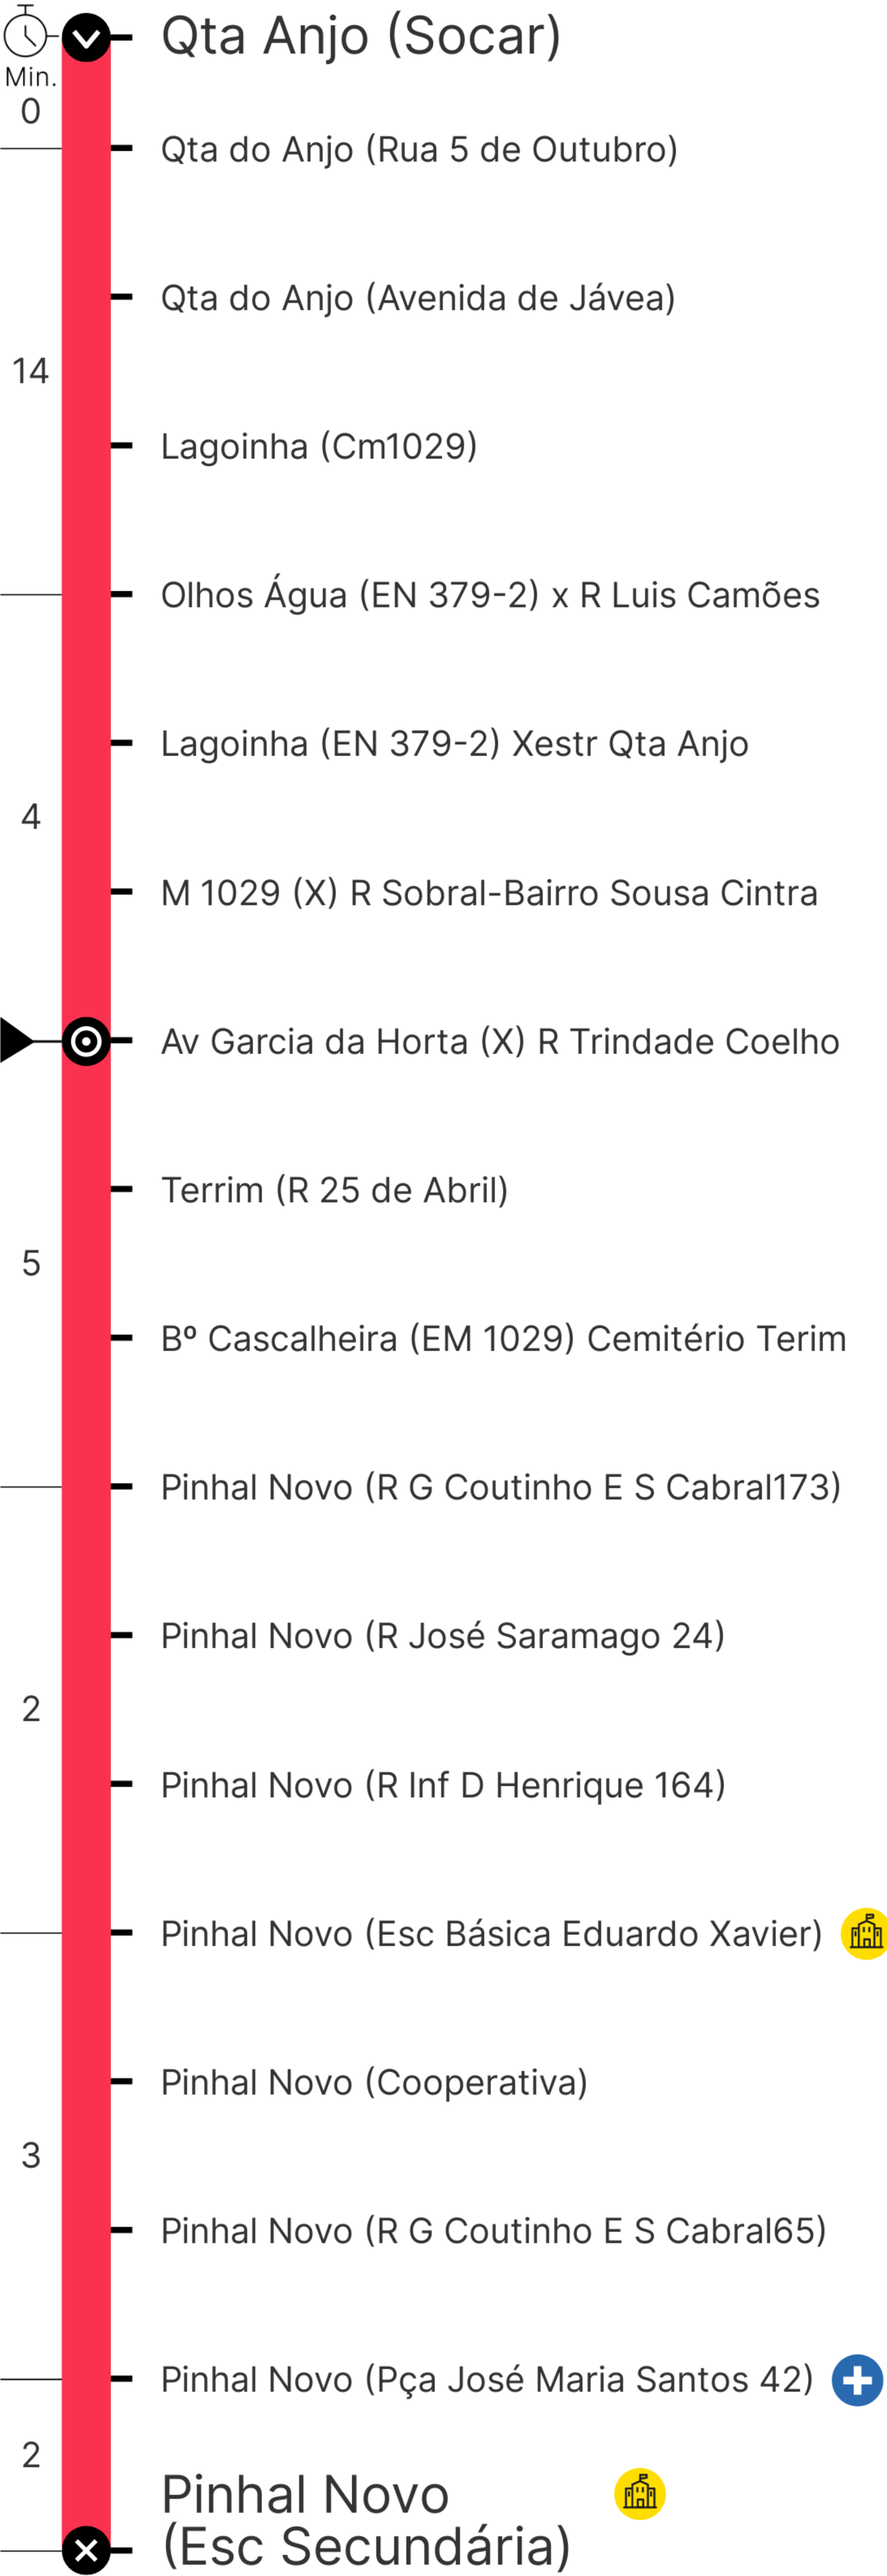 Qta Anjo (Socar)
Min.
0
Qta do Anjo (Rua 5 de Outubro)
Qta do Anjo (Avenida de Jávea)
14
Lagoinha (Cm1029)
Olhos Água (EN 379-2) x R Luis Camões
Lagoinha (EN 379-2) Xestr Qta Anjo
4
M 1029 (X) R Sobral-Bairro Sousa Cintra
Av Garcia da Horta (X) R Trindade Coelho
Terrim (R 25 de Abril)
5
Bº Cascalheira (EM 1029) Cemitério Terim
Pinhal Novo (R G Coutinho E S Cabral173)
Pinhal Novo (R José Saramago 24)
2
Pinhal Novo (R Inf D Henrique 164)
Pinhal Novo (Esc Básica Eduardo Xavier)
Pinhal Novo (Cooperativa)
3
Pinhal Novo (R G Coutinho E S Cabral65)
Pinhal Novo (Pça José Maria Santos 42)
2
Pinhal Novo
(Esc Secundária)